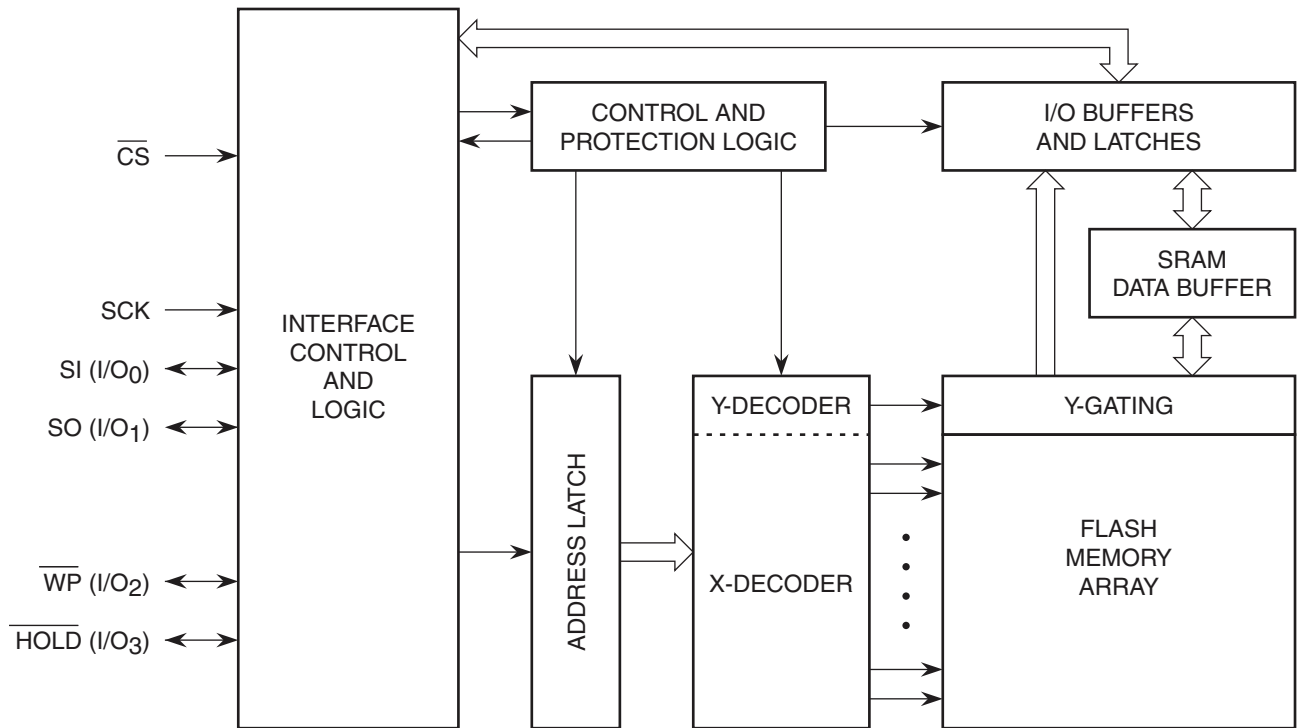 CS
SCK
SI (I/O0)
SO (I/O1)
WP (I/O2)
HOLD (I/O3)
INTERFACE
CONTROL
AND
LOGIC
CONTROL AND
PROTECTION LOGIC
I/O BUFFERS
AND LATCHES
SRAM
DATA BUFFER
ADDRESS LATCH
Y-DECODER
X-DECODER
Y-GATING
FLASH
MEMORY
ARRAY